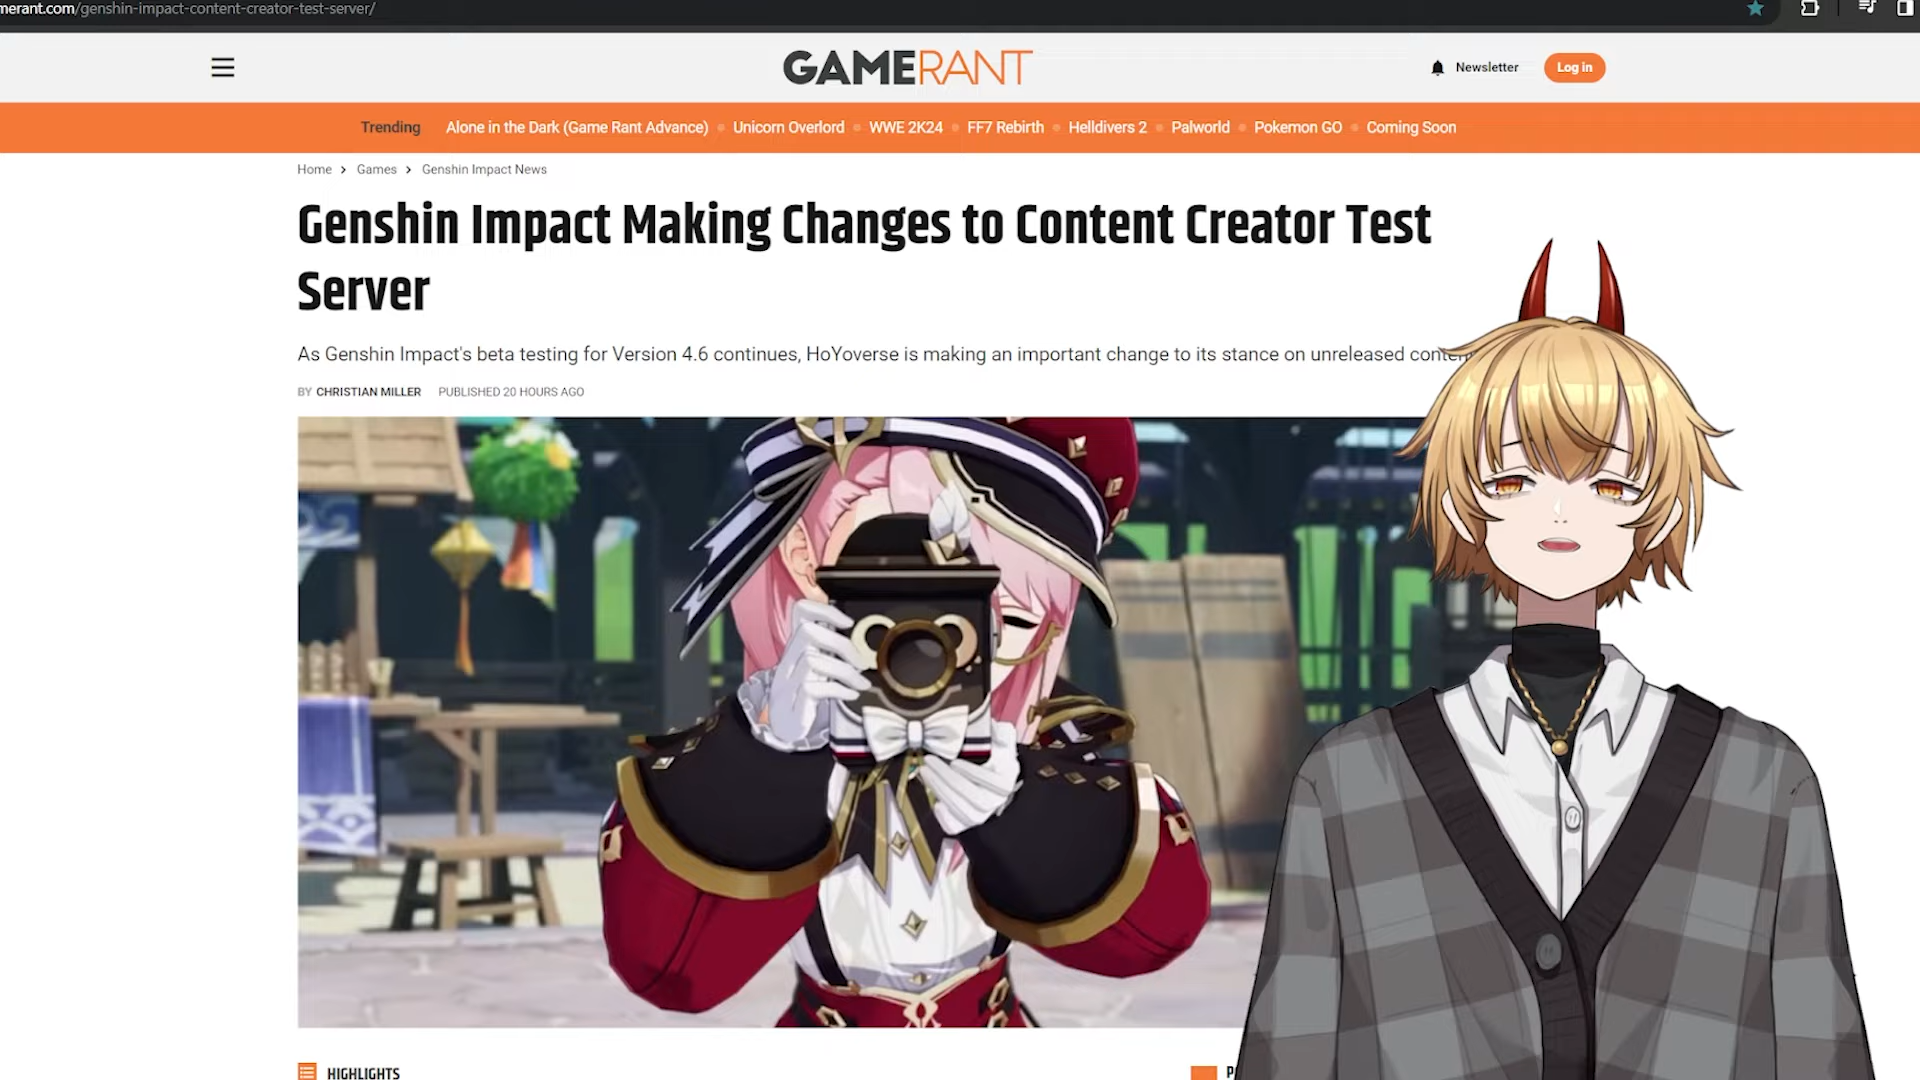 merant.com/genshin-impact-content-creator-test-server/
GAMERANT
Newsletter
Log in
Trending Alone in the Dark (Game Rant Advance) Unicorn Overlord WWE 2K24 FF7 Rebirth Helldivers 2 Palworld Pokemon GO Coming Soon
Home > Games > Genshin Impact News
Genshin Impact Making Changes to Content Creator Test
Server
As Genshin Impact's beta testing for Version 4.6 continues, HoYoverse is making an important change to its stance on unreleased
BY CHRISTIAN MILLER PUBLISHED 20 HOURS AGO
HIGHLIGHTS